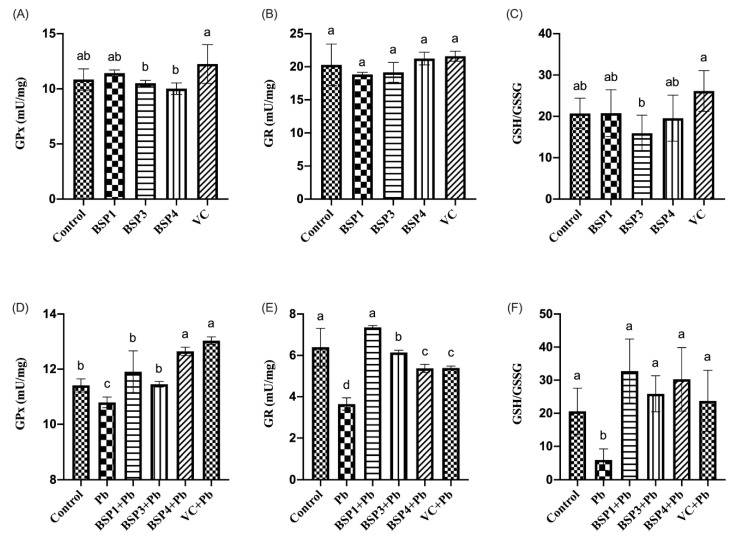 (A)
GPx (mU/mg)
15
10
5
0
ab
ab
b
b
a
Control
BSP1
BSP3
BSP4
VC
(B)
GR (mU/mg)
25
20
15
10
5
0
a
a
a
a
a
Control
BSP1
BSP3
BSP4
VC
(C)
GSH/GSSG
40
30
20
10
0
ab
ab
b
ab
a
Control
BSP1
BSP3
BSP4
VC
(D)
GPx (mU/mg)
14
12
10
8
b
c
b
b
a
a
Control
Pb
BSP1+Pb
BSP3+Pb
BSP4+Pb
VC+Pb
(E)
GR (mU/mg)
8
6
4
2
0
a
d
a
b
c
c
Control
Pb
BSP1+Pb
BSP3+Pb
BSP4+Pb
VC+Pb
(F)
GSH/GSSG
50
40
30
20
10
0
a
b
a
a
a
a
Control
Pb
BSP1+Pb
BSP3+Pb
BSP4+Pb
VC+Pb